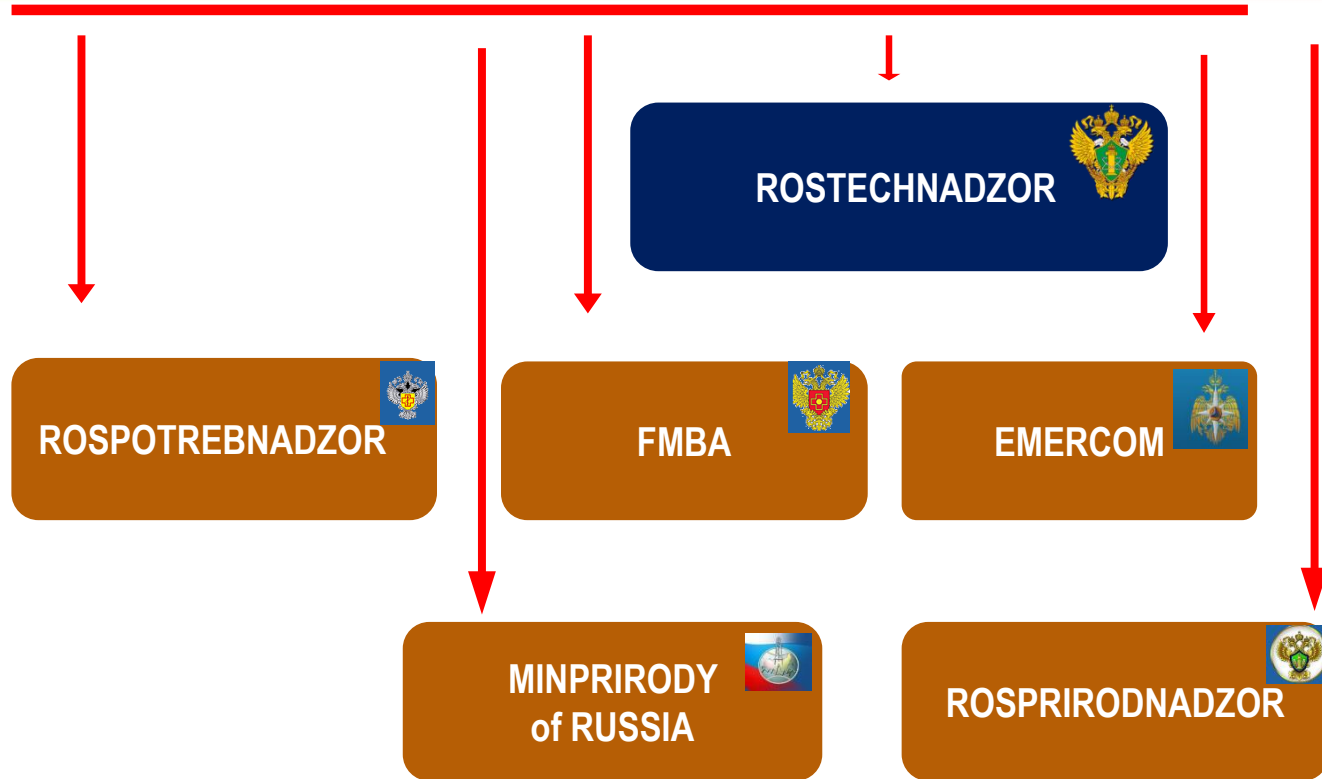 ROSTECHNADZOR
ROSPOTREBNADZOR
FMBA
EMERCOM
MINPRIRODY
of RUSSIA
ROSPRIRODNADZOR